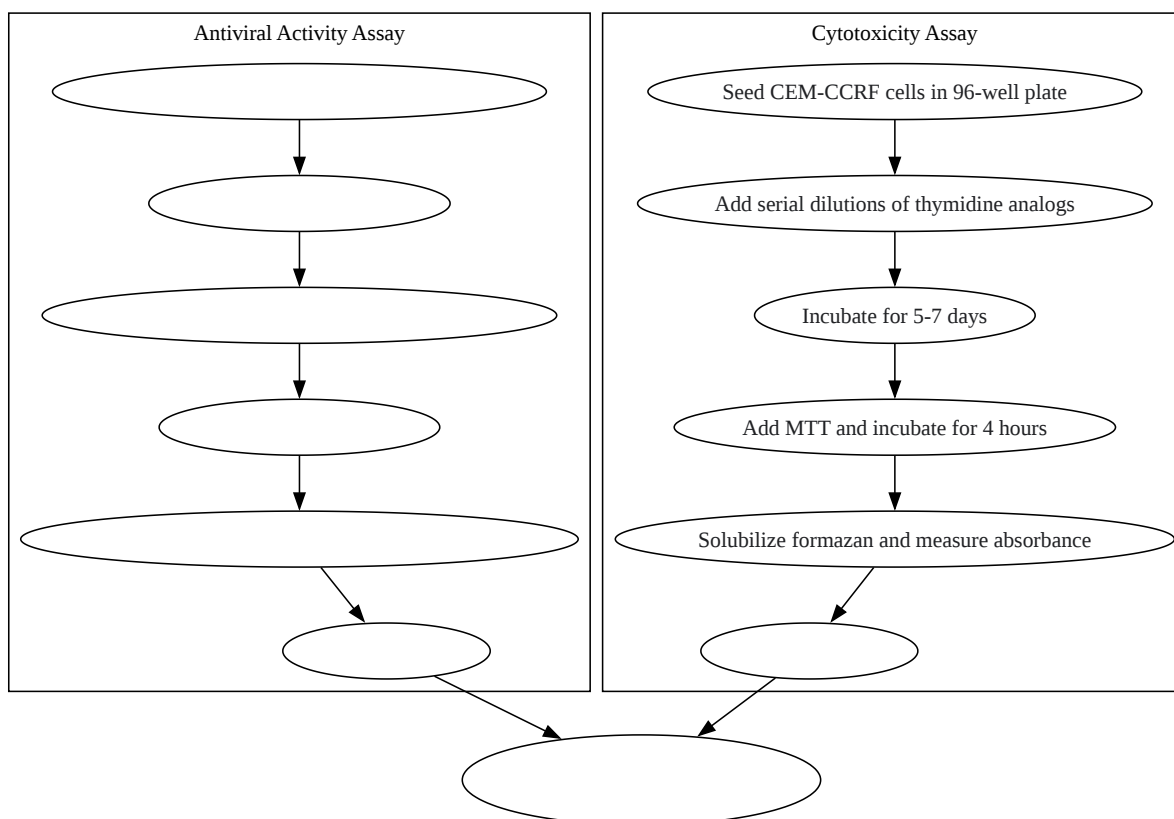 Antiviral Activity Assay
Cytotoxicity Assay
Seed CEM-CCRF cells in 96-well plate
Add serial dilutions of thymidine analogs
Incubate for 5-7 days
Add MTT and incubate for 4 hours
Solubilize formazan and measure absorbance